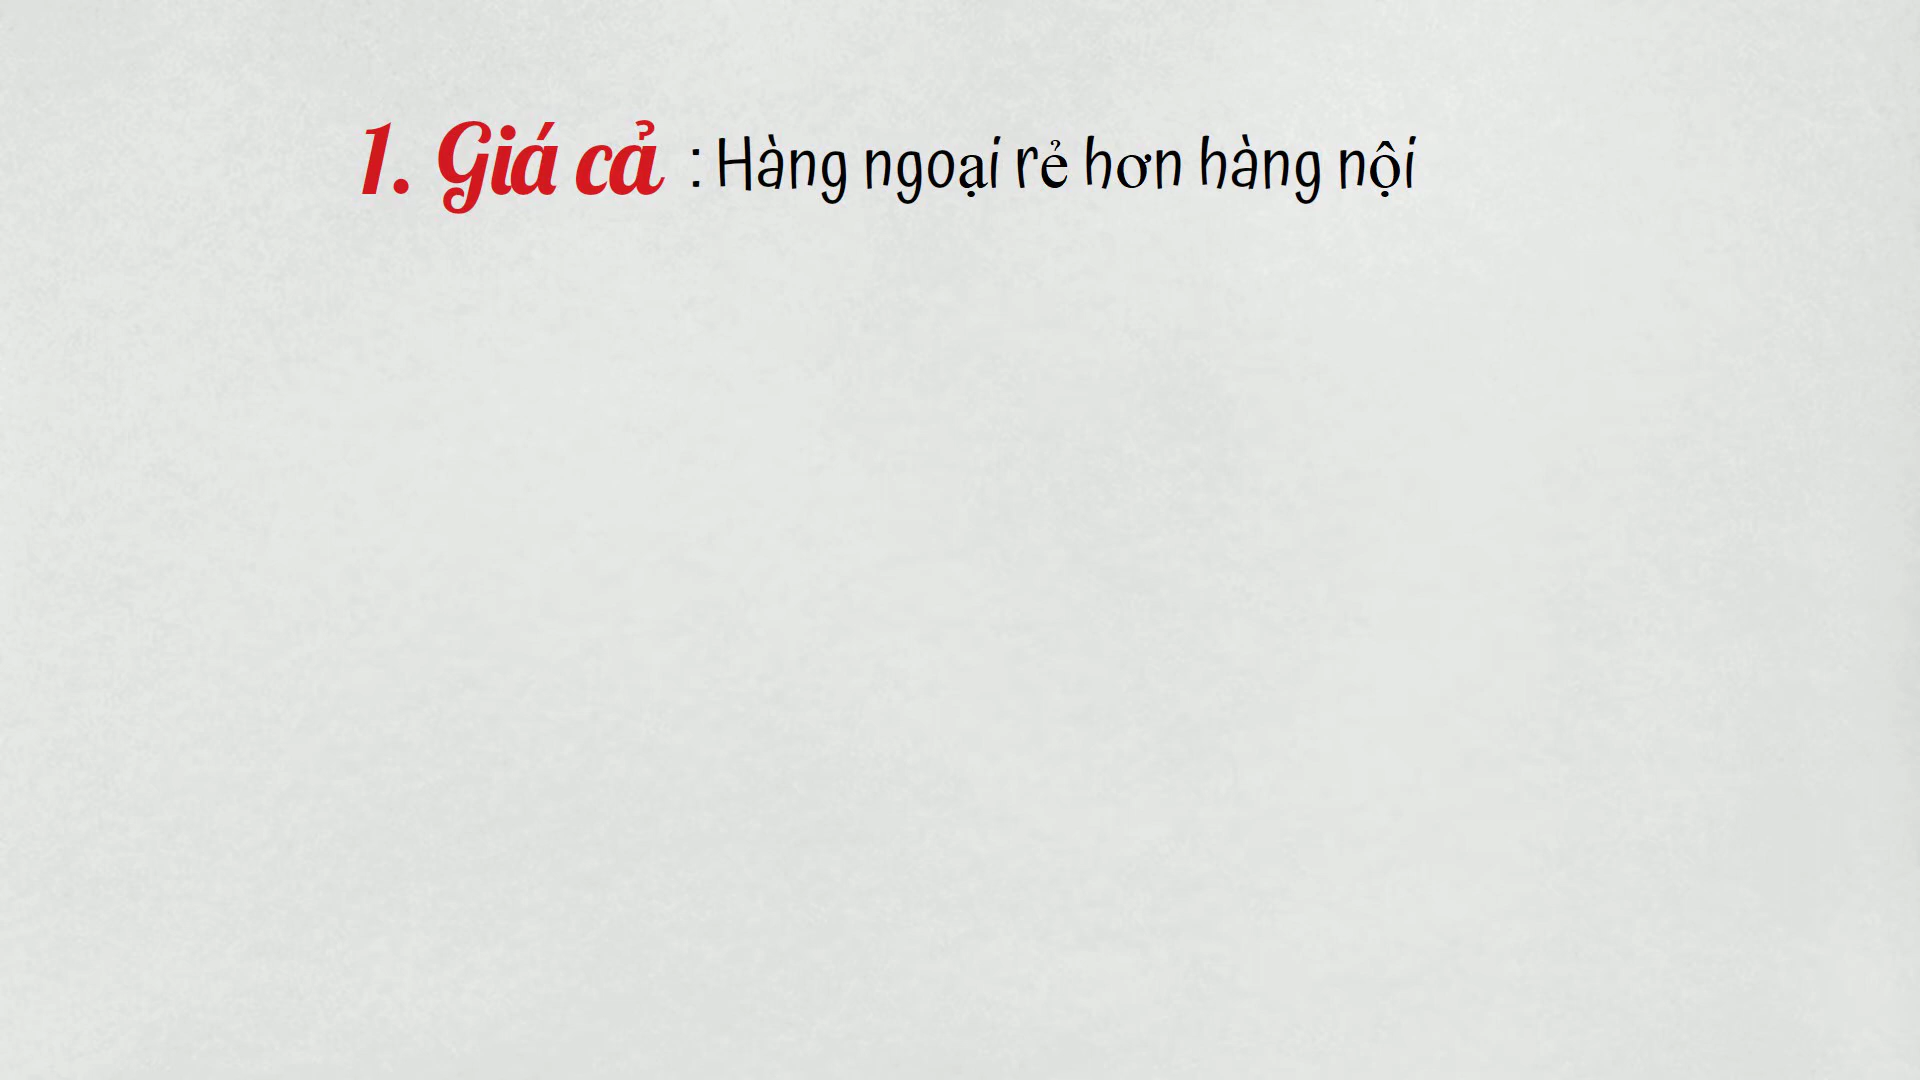 1. Giá cả : Hàng ngoại rẻ hơn hàng nội